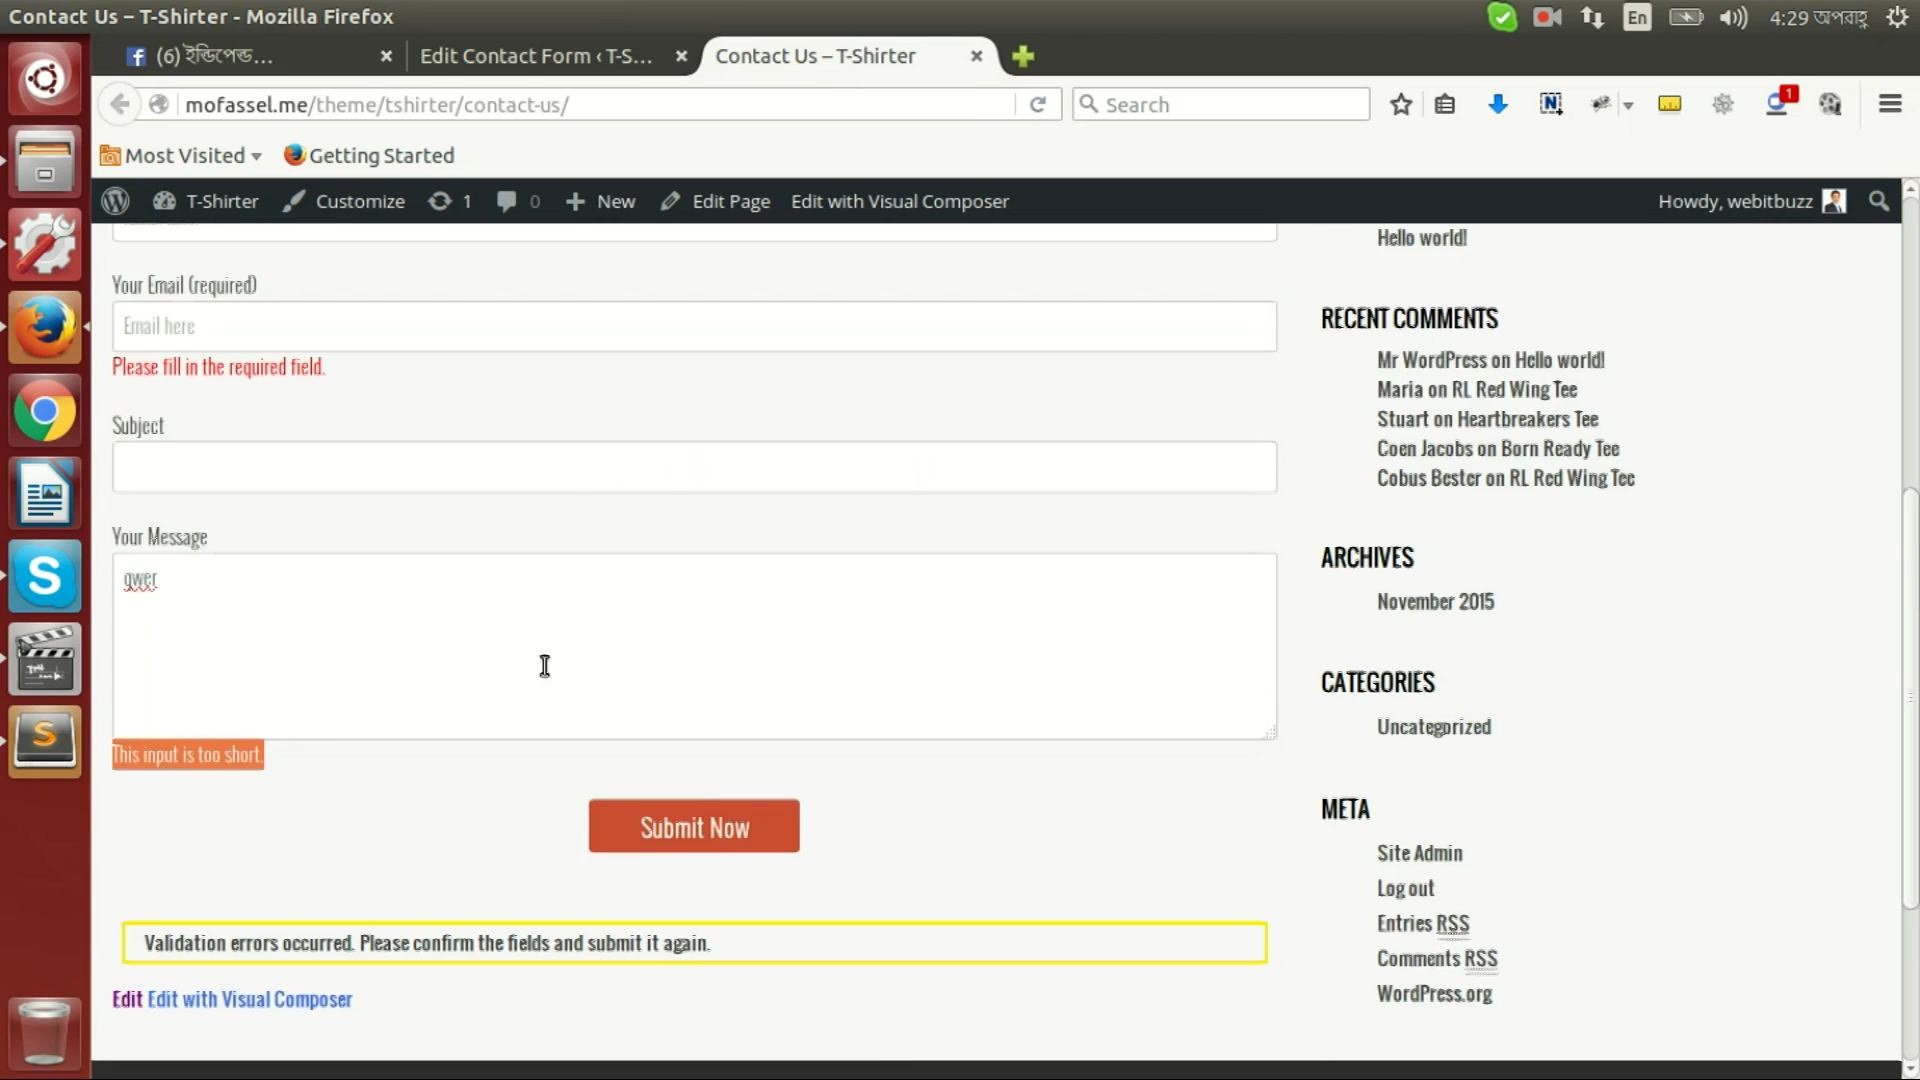 Contact Us – T-Shirter - Mozilla Firefox
En
4:29 অপরাহ্ণ
(6) ইন্ডিপেন্ড...
Edit Contact Form ‹ T-S...
Contact Us – T-Shirter
mofassel.me/theme/tshirter/contact-us/
Search
1
Most Visited
Getting Started
T-Shirter
Customize
1
0
New
Edit Page
Edit with Visual Composer
Howdy, webitbuzz
Your Email (required)
Email here
Please fill in the required field.
Subject
Your Message
qwer
This input is too short.
Submit Now
Validation errors occurred. Please confirm the fields and submit it again.
Edit Edit with Visual Composer
Hello world!
RECENT COMMENTS
Mr WordPress on Hello world!
Maria on RL Red Wing Tee
Stuart on Heartbreakers Tee
Coen Jacobs on Born Ready Tee
Cobus Bester on RL Red Wing Tee
ARCHIVES
November 2015
CATEGORIES
Uncategorized
META
Site Admin
Log out
Entries RSS
Comments RSS
WordPress.org